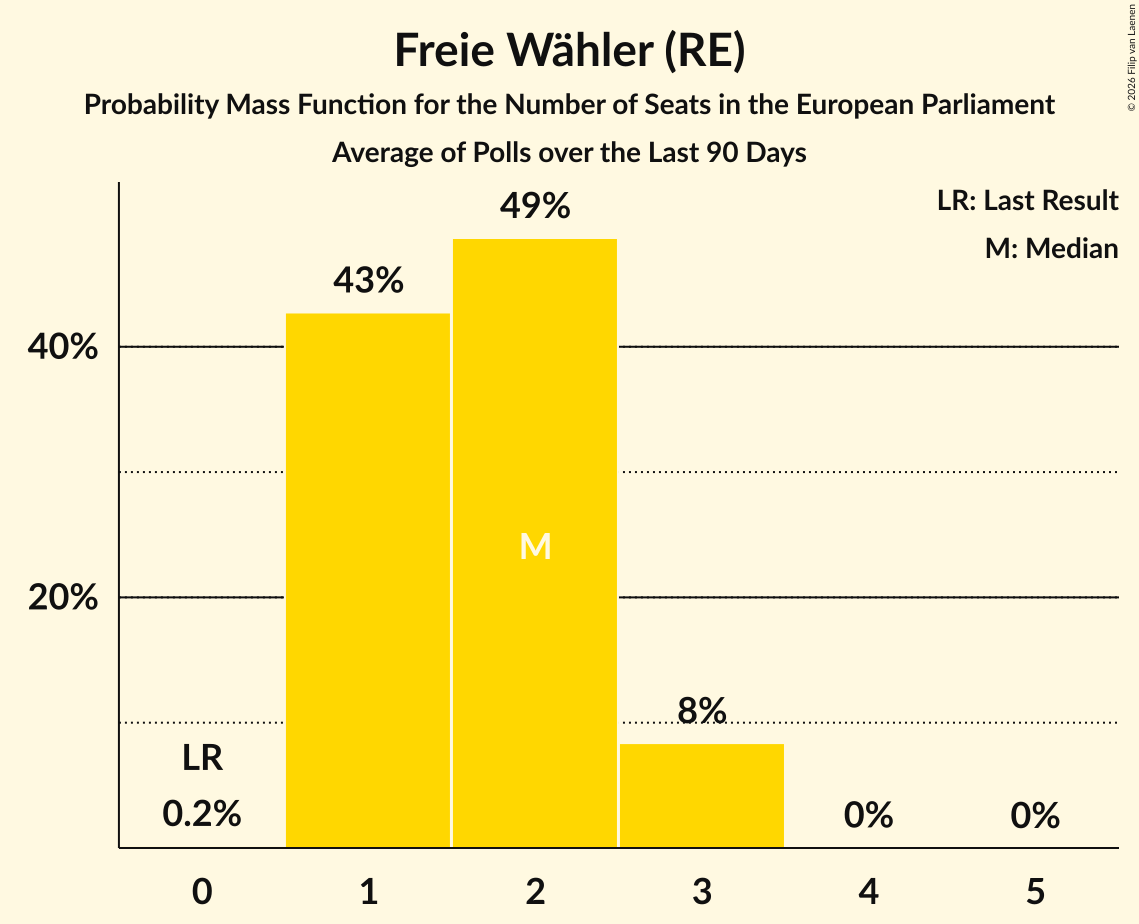 Freie Wähler (RE)
Probability Mass Function for the Number of Seats in the European Parliament
Average of Polls over the Last 90 Days
© 2026 Filip van Laenen
LR: Last Result
M: Median
49%
43%
40%
M
20%
8%
LR
0.2%
0%
0%
0
1
2
3
4
5